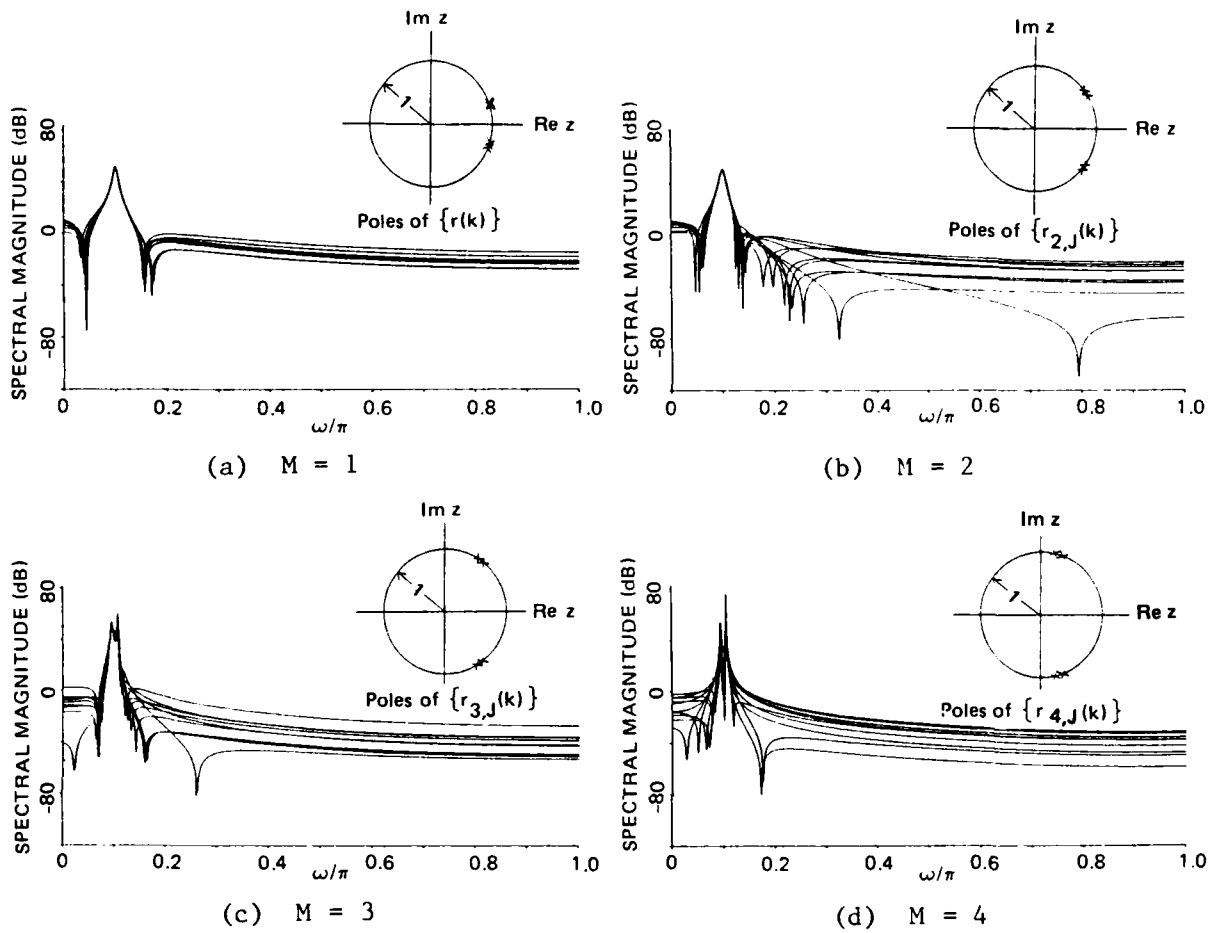 Im z
1
Re z
SPECTRAL MAGNITUDE (dB)
80
0
-80
Poles of {r(k)}
0 0.2 0.4 0.6 0.8 1.0
ω/π
(a) M = 1
Im z
1
Re z
SPECTRAL MAGNITUDE (dB)
80
0
-80
Poles of {r2,J(k)}
0 0.2 0.4 0.6 0.8 1.0
ω/π
(b) M = 2
Im z
1
Re z
SPECTRAL MAGNITUDE (dB)
80
0
-80
Poles of {r3,J(k)}
0 0.2 0.4 0.6 0.8 1.0
ω/π
(c) M = 3
Im z
1
Re z
SPECTRAL MAGNITUDE (dB)
80
0
-80
Poles of {r4,J(k)}
0 0.2 0.4 0.6 0.8 1.0
ω/π
(d) M = 4